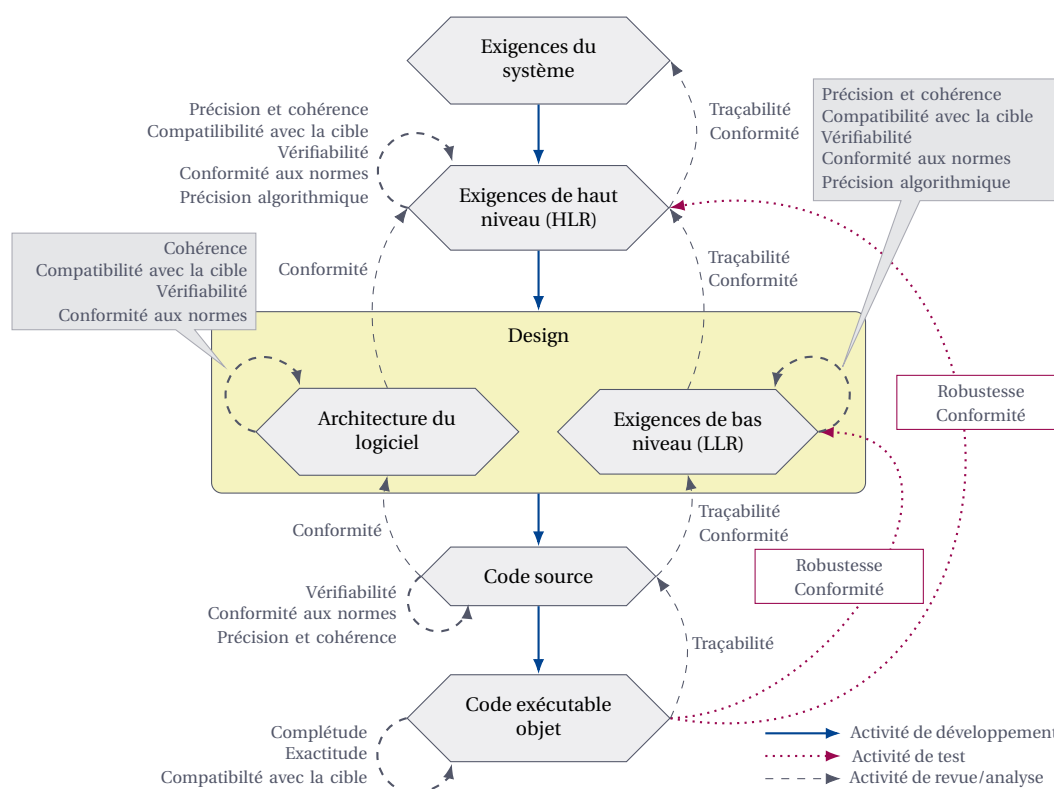 Exigences du
système
Précision et cohérence
Compatilibilité avec la cible
Vérifiabilité
Conformité aux normes
Précision algorithmique
Traçabilité
Conformité
Précision et cohérence
Compatibilité avec la cible
Vérifiabilité
Conformité aux normes
Précision algorithmique
Exigences de haut
niveau (HLR)
Cohérence
Compatibilité avec la cible
Vérifiabilité
Conformité aux normes
Conformité
Traçabilité
Conformité
Design
Architecture du
logiciel
Exigences de bas
niveau (LLR)
Robustesse
Conformité
Conformité
Traçabilité
Conformité
Code source
Robustesse
Conformité
Vérifiabilité
Conformité aux normes
Précision et cohérence
Traçabilité
Code exécutable
objet
Complétude
Exactitude
Compatibilté avec la cible
Activité de développement
Activité de test
Activité de revue/analyse